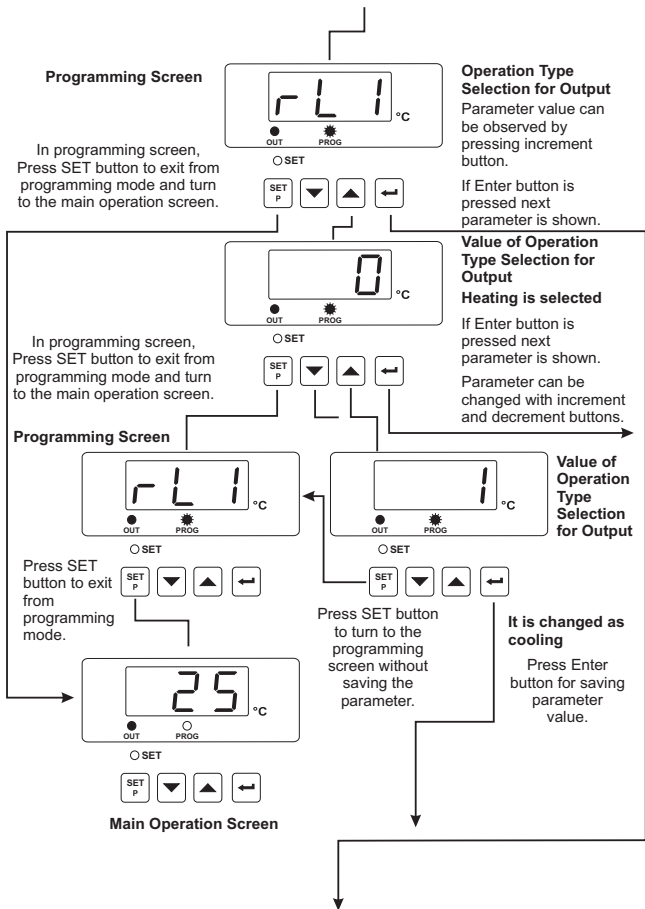 Programming Screen
rL1
°C
OUT
PROG
SET
SET
P
Operation Type
Selection for Output
Parameter value can
be observed by
pressing increment
button.
If Enter button is
pressed next
parameter is shown.
In programming screen,
Press SET button to exit from
programming mode and turn
to the main operation screen.
0
°C
OUT
PROG
SET
SET
P
Value of Operation
Type Selection for
Output
Heating is selected
If Enter button is
pressed next
parameter is shown.
Parameter can be
changed with increment
and decrement buttons.
In programming screen,
Press SET button to exit from
programming mode and turn
to the main operation screen.
Programming Screen
rL1
°C
OUT
PROG
SET
SET
P
Press SET
button to exit
from
programming
mode.
1
°C
OUT
PROG
SET
SET
P
Value of
Operation
Type
Selection
for Output
Press SET button
to turn to the
programming
screen without
saving the
parameter.
It is changed as
cooling
Press Enter
button for saving
parameter
value.
25
°C
OUT
PROG
SET
SET
P
Main Operation Screen